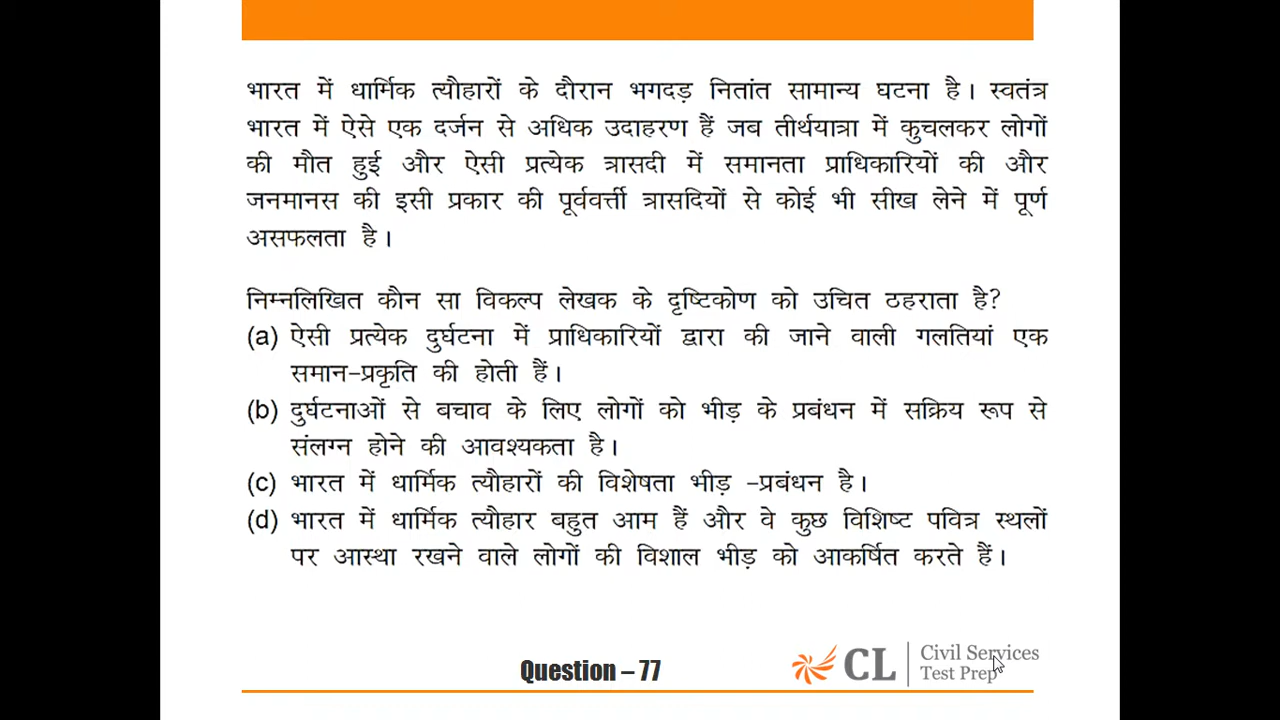 भारत में धार्मिक त्यौहारों के दौरान भगदड़ नितांत सामान्य घटना है। स्वतंत्र
भारत में ऐसे एक दर्जन से अधिक उदाहरण हैं जब तीर्थयात्रा में कुचलकर लोगों
की मौत हुई और ऐसी प्रत्येक त्रासदी में समानता प्राधिकारियों की और
जनमानस की इसी प्रकार की पूर्ववर्त्ती त्रासदियों से कोई भी सीख लेने में पूर्ण
असफलता है।
निम्नलिखित कौन सा विकल्प लेखक के दृष्टिकोण को उचित ठहराता है?
(a) ऐसी प्रत्येक दुर्घटना में प्राधिकारियों द्वारा की जाने वाली गलतियां एक
समान-प्रकृति की होती हैं।
(b) दुर्घटनाओं से बचाव के लिए लोगों को भीड़ के प्रबंधन में सक्रिय रूप से
संलग्न होने की आवश्यकता है।
(c) भारत में धार्मिक त्यौहारों की विशेषता भीड़ -प्रबंधन है।
(d) भारत में धार्मिक त्यौहार बहुत आम हैं और वे कुछ विशिष्ट पवित्र स्थलों
पर आस्था रखने वाले लोगों की विशाल भीड़ को आकर्षित करते हैं।
Question – 77
CL
Civil Services
Test Prep